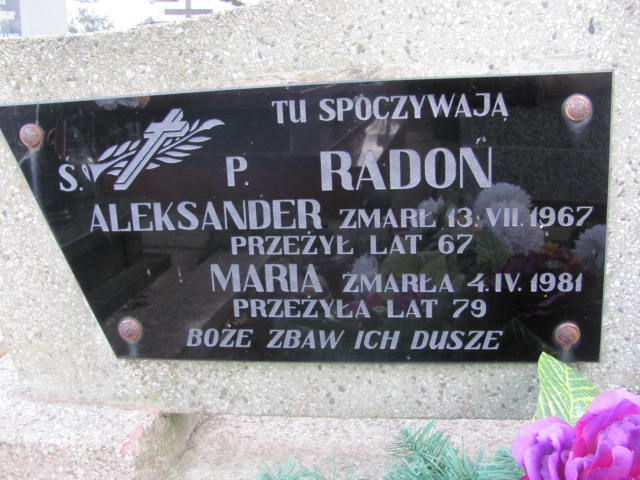 TU SPOCZYWAJĄ
Ś. P. RADOŃ
ALEKSANDER ZMARŁ 13.VII.1967
PRZEŻYŁ LAT 67
MARIA ZMARŁA 4.IV.1981
PRZEŻYŁA LAT 79
BOŻE ZBAW ICH DUSZE